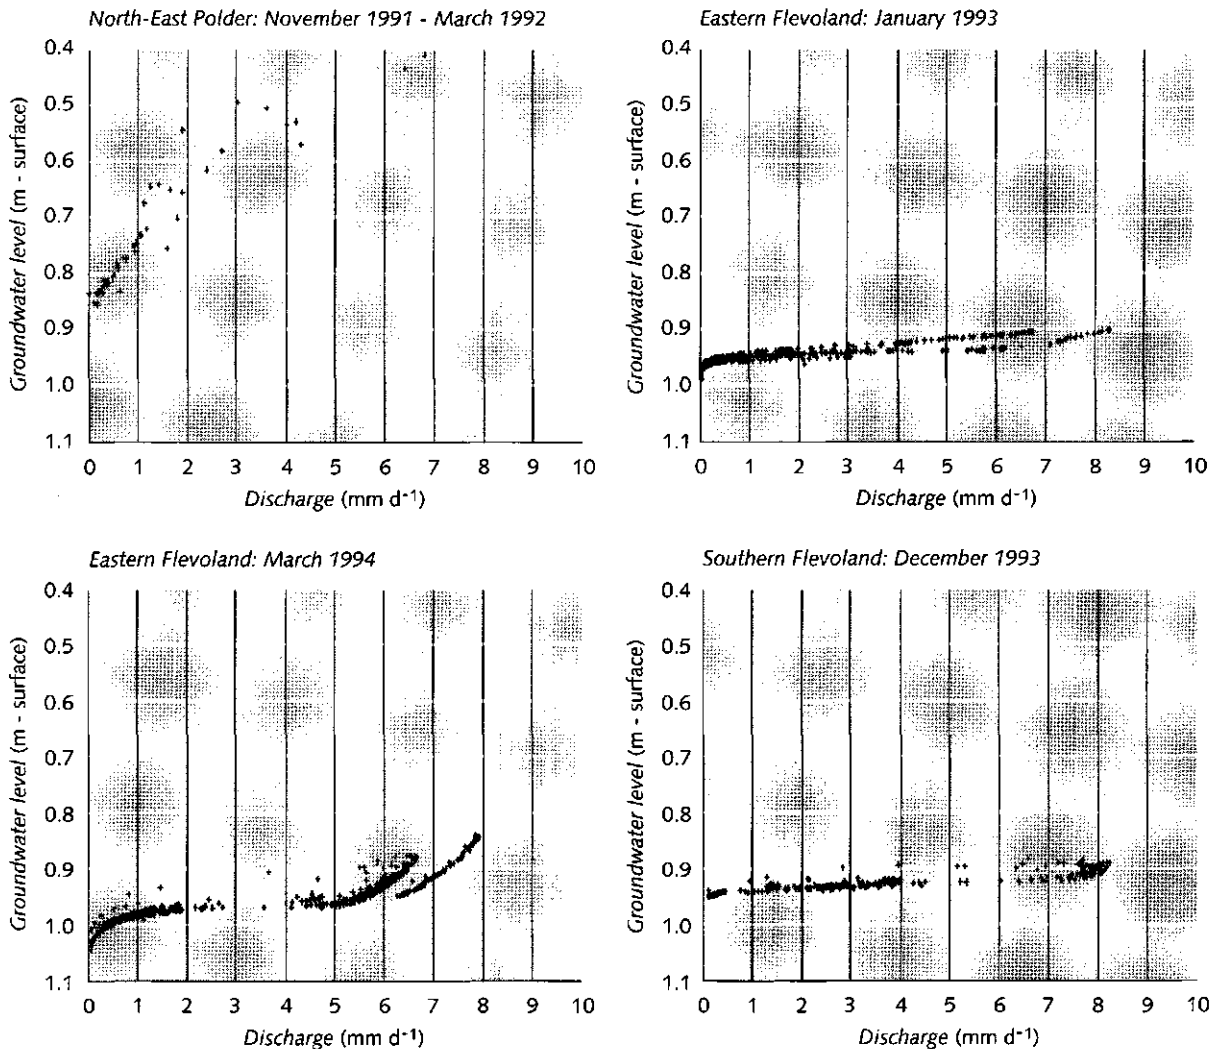 North-East Polder: November 1991 - March 1992
Groundwater level (m - surface)
0.4
0.5
0.6
0.7
0.8
0.9
1.0
1.1
0 1 2 3 4 5 6 7 8 9 10
Discharge (mm d⁻¹)
Eastern Flevoland: January 1993
Groundwater level (m - surface)
0.4
0.5
0.6
0.7
0.8
0.9
1.0
1.1
0 1 2 3 4 5 6 7 8 9 10
Discharge (mm d⁻¹)
Eastern Flevoland: March 1994
Groundwater level (m - surface)
0.4
0.5
0.6
0.7
0.8
0.9
1.0
1.1
0 1 2 3 4 5 6 7 8 9 10
Discharge (mm d⁻¹)
Southern Flevoland: December 1993
Groundwater level (m - surface)
0.4
0.5
0.6
0.7
0.8
0.9
1.0
1.1
0 1 2 3 4 5 6 7 8 9 10
Discharge (mm d⁻¹)